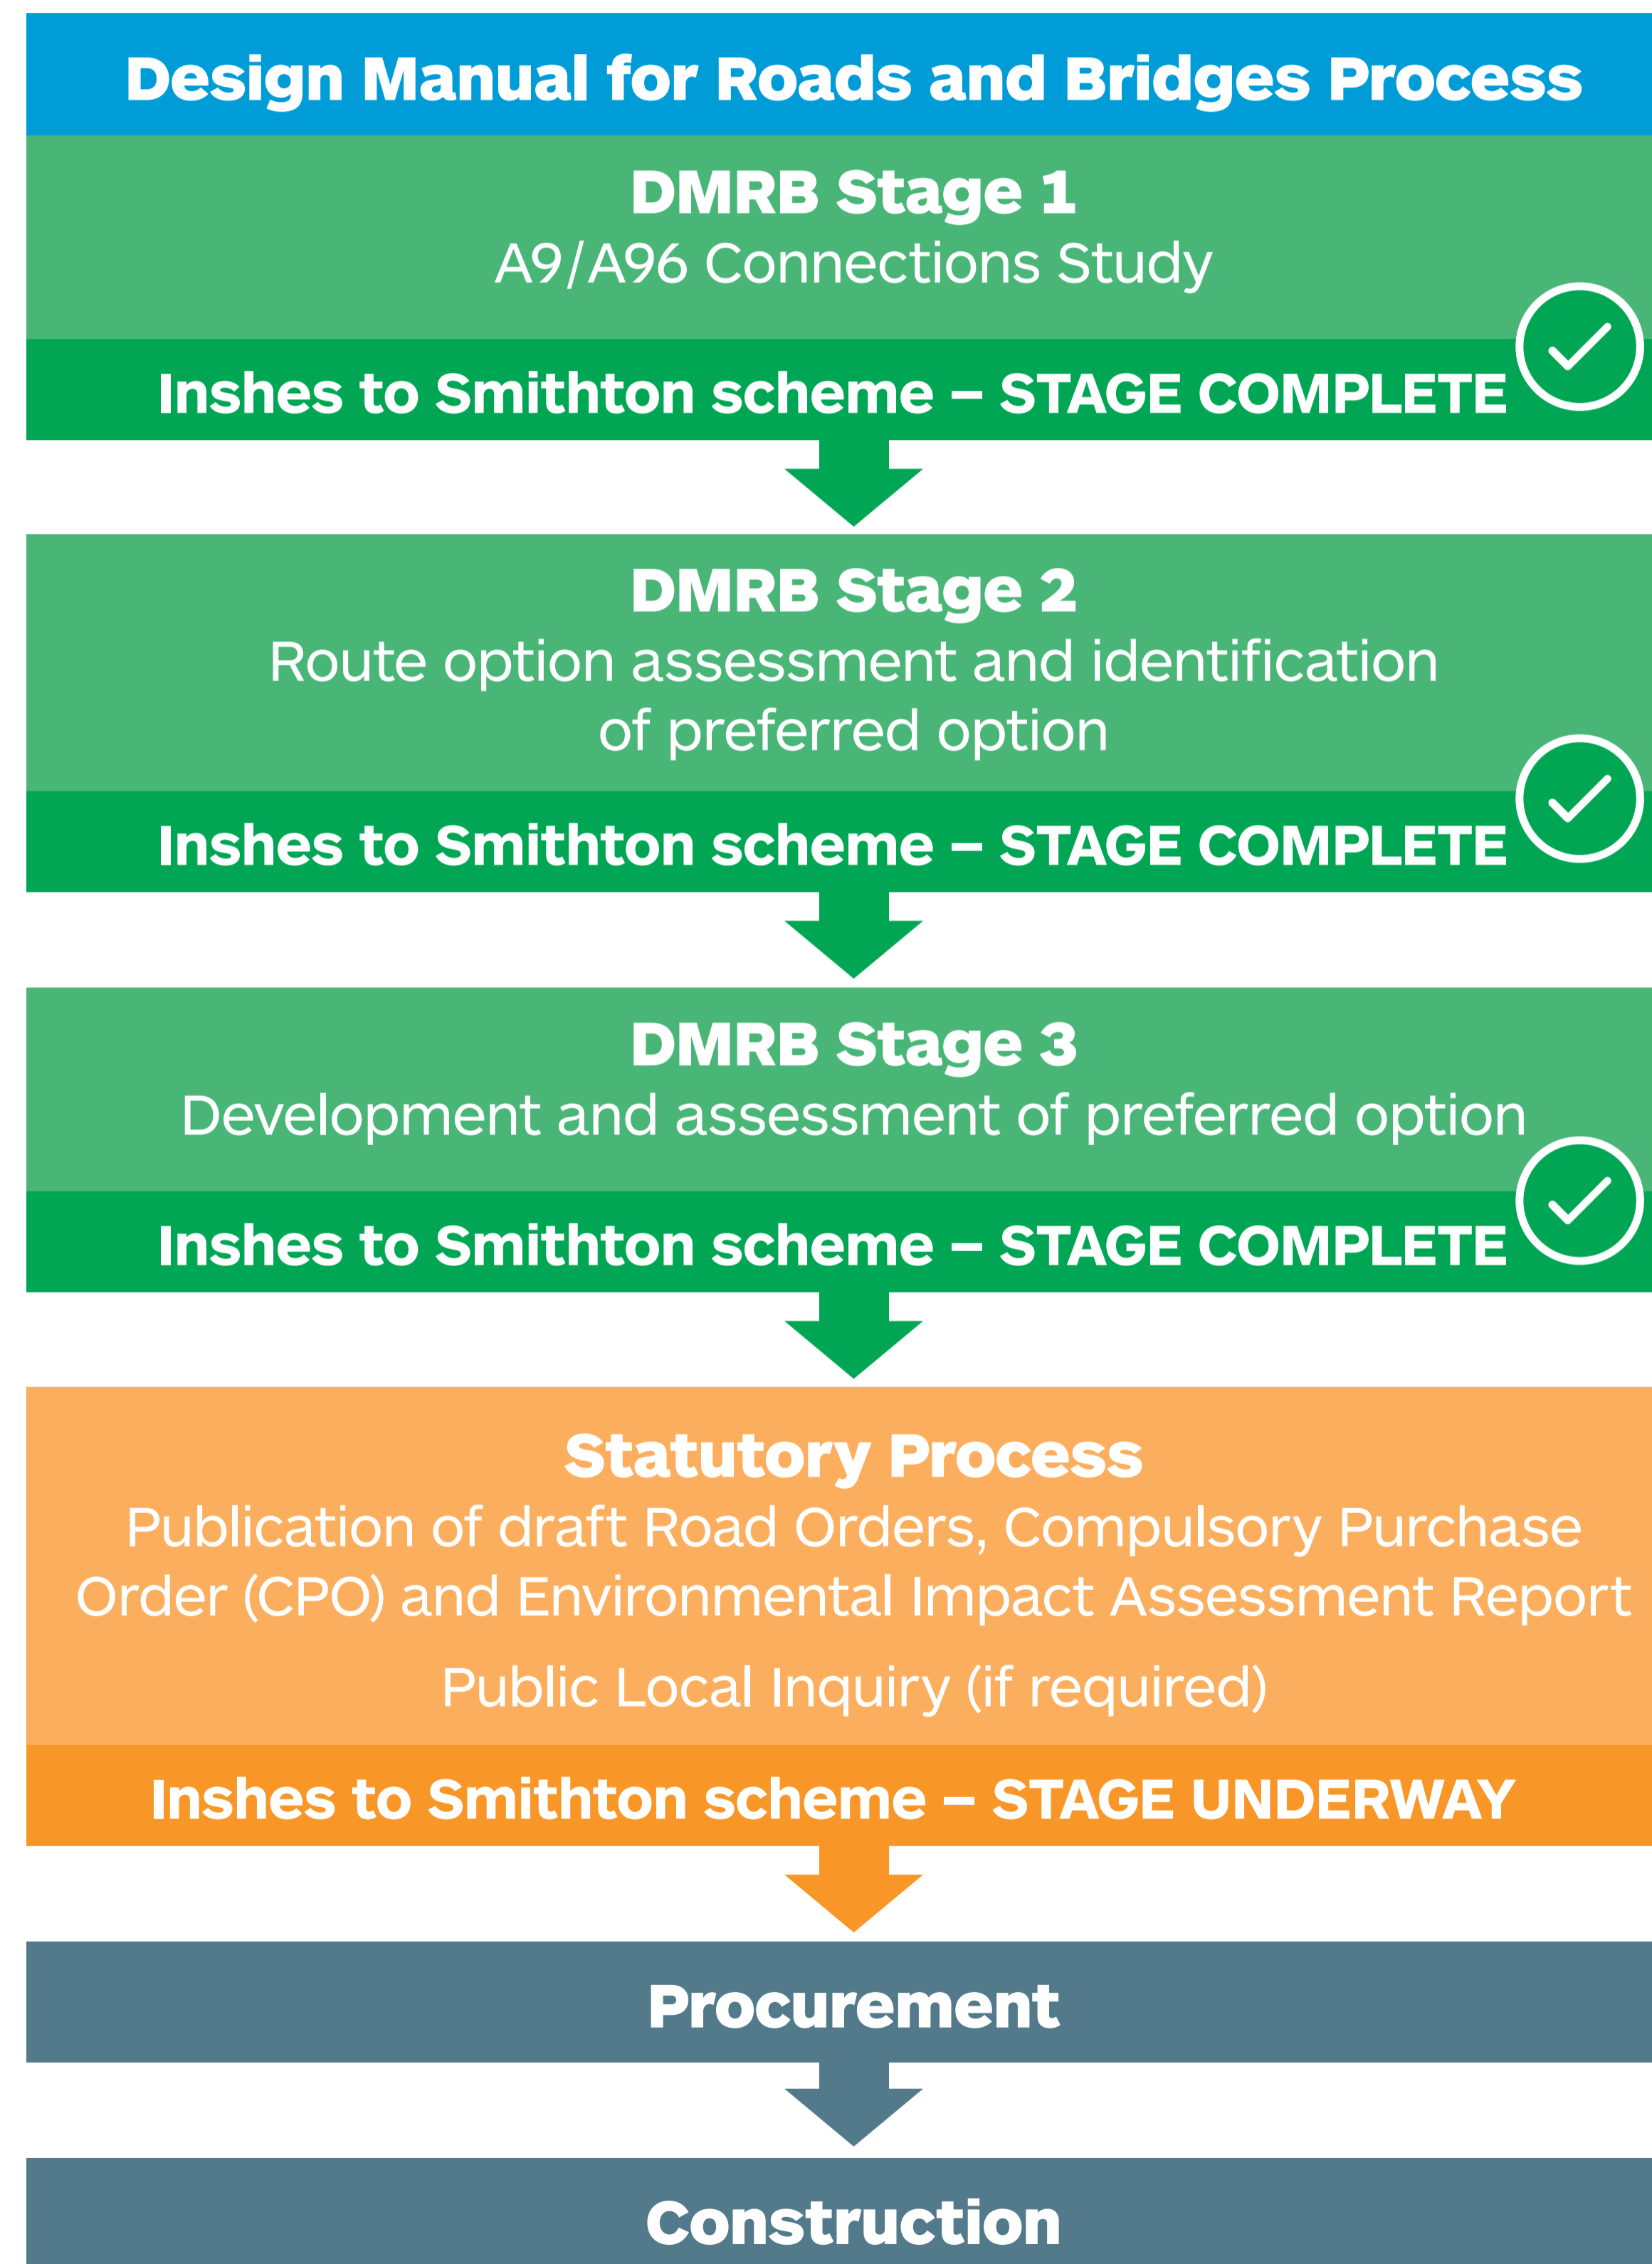 Design Manual for Roads and Bridges Process
DMRB Stage 1
A9/A96 Connections Study
Inshes to Smithton scheme – STAGE COMPLETE
DMRB Stage 2
Route option assessment and identification
of preferred option
Inshes to Smithton scheme – STAGE COMPLETE
DMRB Stage 3
Development and assessment of preferred option
Inshes to Smithton scheme – STAGE COMPLETE
Statutory Process
Publication of draft Road Orders, Compulsory Purchase
Order (CPO) and Environmental Impact Assessment Report
Public Local Inquiry (if required)
Inshes to Smithton scheme – STAGE UNDERWAY
Procurement
Construction